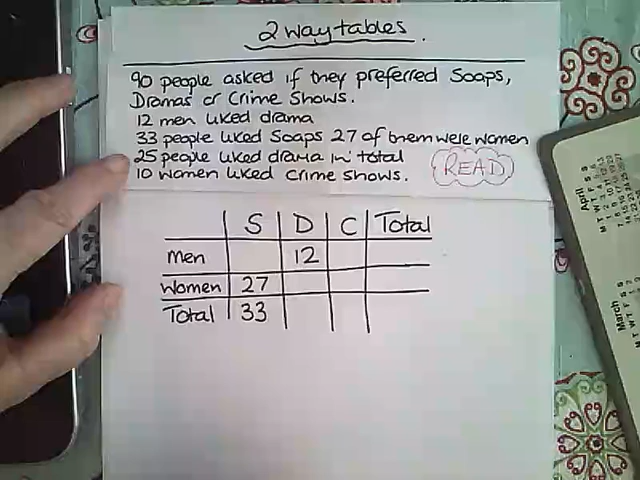 2 way tables.
90 people asked if they preferred Soaps,
Dramas or Crime Shows.
12 men liked drama
33 people liked Soaps 27 of them were women
25 people liked drama in total
10 women liked crime shows.
READ
S D C Total
men 12
women 27
Total 33
April
March